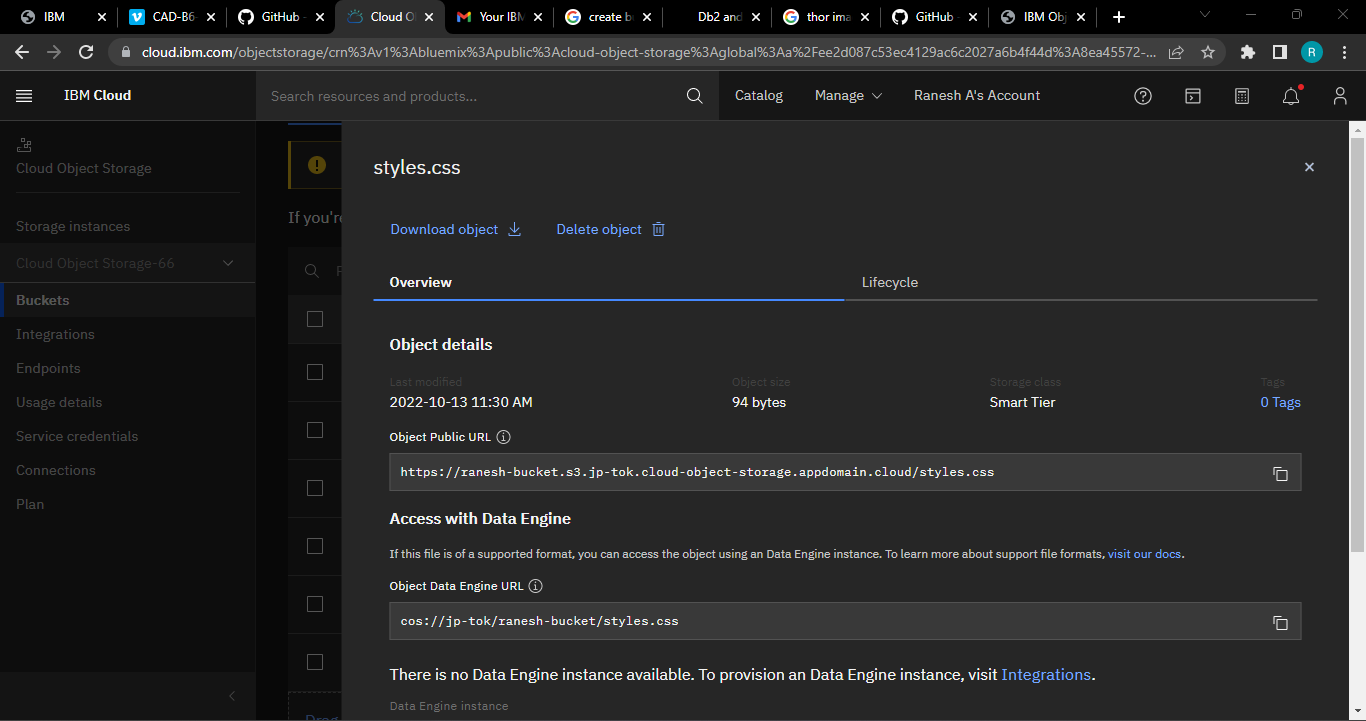 IBM
CAD-B6-
GitHub -
Cloud O
Your IBM
create b
Db2 and
thor ima
GitHub -
IBM Obj
cloud.ibm.com/objectstorage/crn%3Av1%3Abluemix%3Apublic%3Acloud-object-storage%3Aglobal%3Aa%2Fee2d087c53ec4129ac6c2027a6b4f44d%3A8ea45572-...
R
IBM Cloud
Search resources and products...
Catalog
Manage
Ranesh A's Account
Cloud Object Storage
Storage instances
Cloud Object Storage-66
Buckets
Integrations
Endpoints
Usage details
Service credentials
Connections
Plan
If you're
styles.css
Download object
Delete object
Overview
Lifecycle
Object details
Last modified
Object size
Storage class
Tags
2022-10-13 11:30 AM
94 bytes
Smart Tier
0 Tags
Object Public URL
https://ranesh-bucket.s3.jp-tok.cloud-object-storage.appdomain.cloud/styles.css
Access with Data Engine
If this file is of a supported format, you can access the object using an Data Engine instance. To learn more about support file formats, visit our docs.
Object Data Engine URL
cos://jp-tok/ranesh-bucket/styles.css
There is no Data Engine instance available. To provision an Data Engine instance, visit Integrations.
Data Engine instance